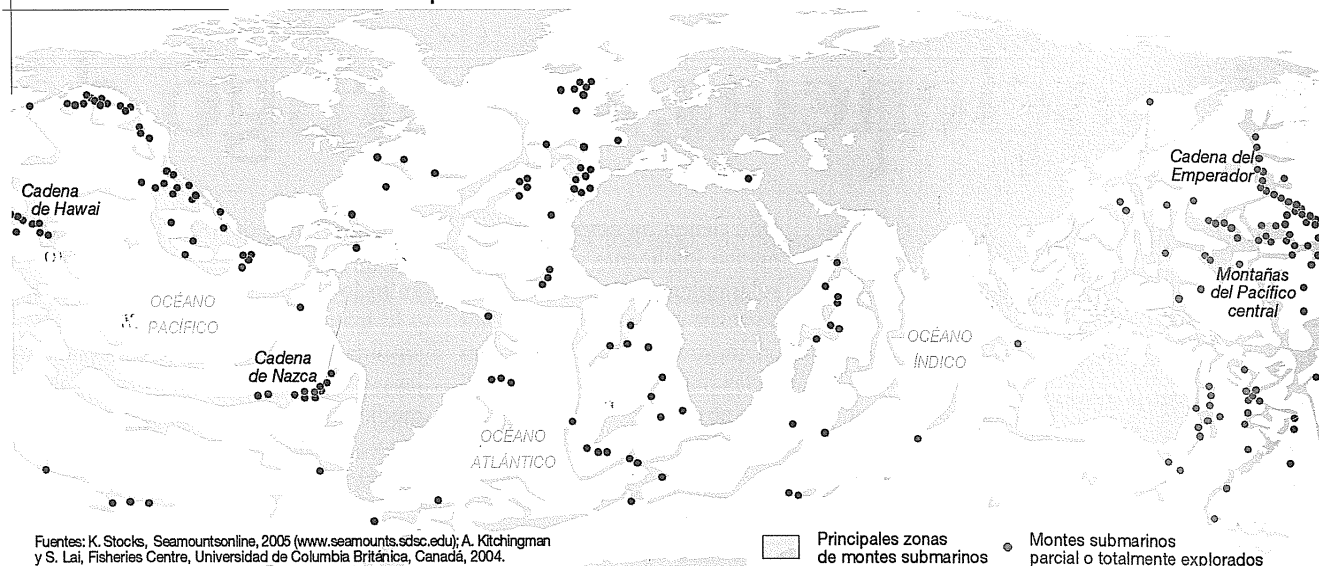 Cadena
de Hawai
OCÉANO
PACÍFICO
Cadena
de Nazca
OCÉANO
ATLÁNTICO
OCÉANO
ÍNDICO
Cadena del
Emperador
Montañas
del Pacífico
central
Fuentes: K. Stocks, Seamountsonline, 2005 (www.seamounts.sdsc.edu); A. Kitchingman
y S. Lai, Fisheries Centre, Universidad de Columbia Británica, Canadá, 2004.
Principales zonas
de montes submarinos
Montes submarinos
parcial o totalmente explorados